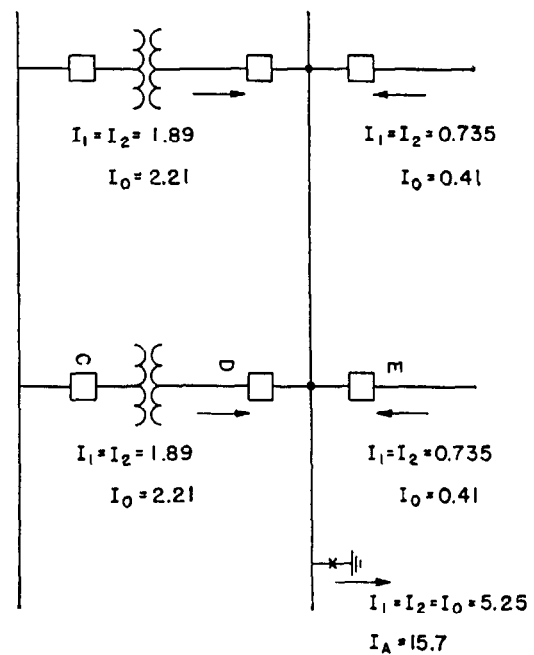 I₁ = I₂ = 1.89
I₀ = 2.21
I₁ = I₂ = 0.735
I₀ = 0.41
C
D
E
I₁ = I₂ = 1.89
I₀ = 2.21
I₁ = I₂ = 0.735
I₀ = 0.41
I₁ = I₂ = I₀ = 5.25
I_A = 15.7